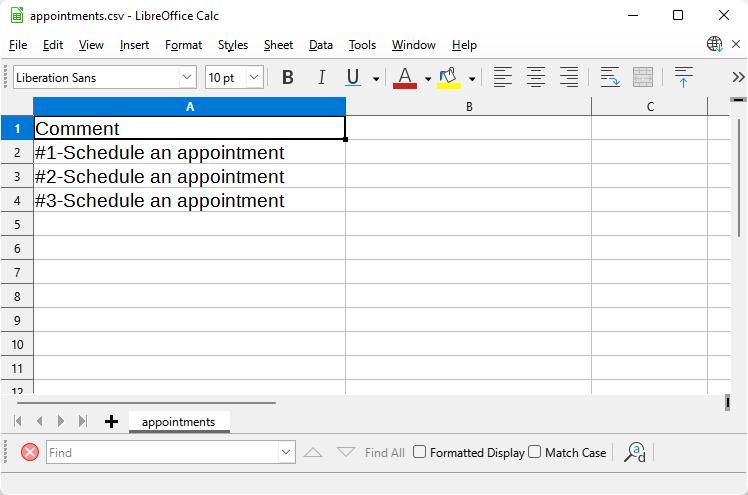 appointments.csv - LibreOffice Calc
File Edit View Insert Format Styles Sheet Data Tools Window Help
Liberation Sans 10 pt B I U A
A B C
1 Comment
2 #1-Schedule an appointment
3 #2-Schedule an appointment
4 #3-Schedule an appointment
5
6
7
8
9
10
11
12
appointments
Find Find All Formatted Display Match Case